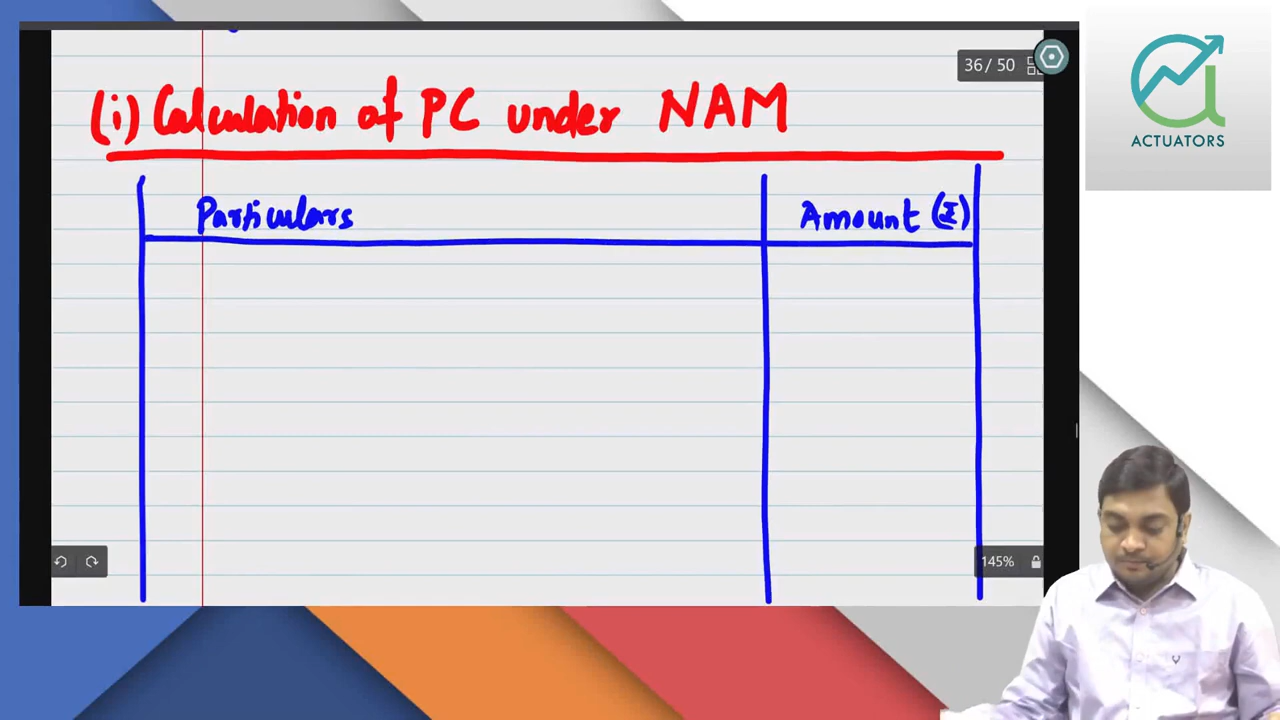 36 / 50
(i) Calculation of PC under NAM
Particulars
Amount (₹)
145%
ACTUATORS